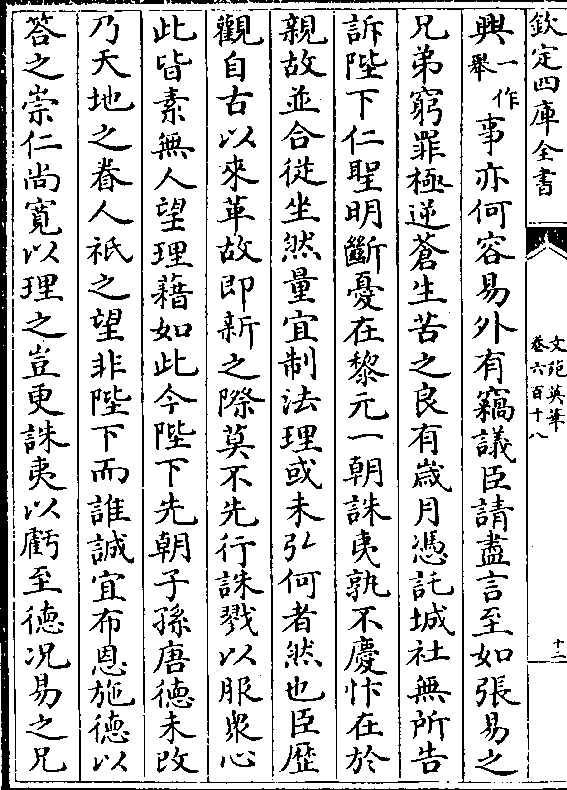 欽定四庫全書
文苑英華
卷六百十八
十二
興一作舉事亦何容易外有竊議臣請盡言至如張易之
兄弟窮罪極逆蒼生苦之良有歲月憑託城社無所告
訴陛下仁聖明斷憂在黎元一朝誅夷孰不慶忭在於
親故並合從坐然量宜制法理或未弘何者然也臣歴
觀自古以來革故即新之際莫不先行誅戮以服衆心
此皆素無人望理藉如此今陛下先朝子孫唐德未改
乃天地之眷人祇之望非陛下而誰誠宜布恩施德以
答之崇仁尚寛以理之豈更誅夷以虧至德况易之兄